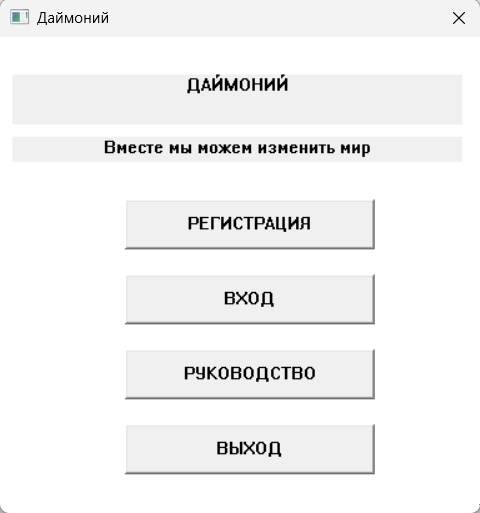 Даймоний
ДАЙМОНИЙ
Вместе мы можем изменить мир
РЕГИСТРАЦИЯ
ВХОД
РУКОВОДСТВО
ВЫХОД